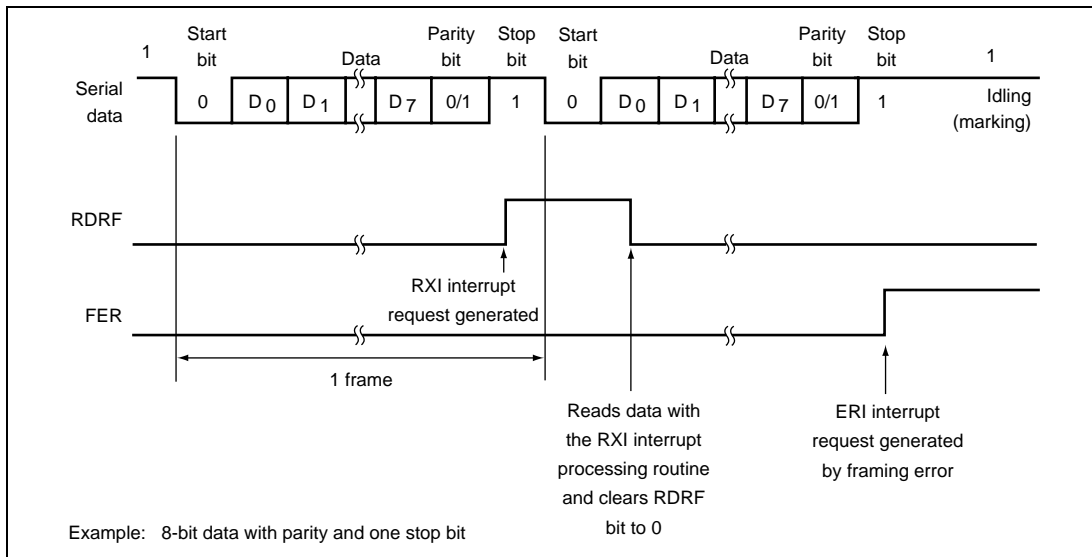 1 Start bit Data Parity bit Stop bit Start bit Data Parity bit Stop bit 1
Serial data
0 D0 D1 D7 0/1 1 0 D0 D1 D7 0/1 1
Idling (marking)
RDRF
RXI interrupt
request generated
FER
1 frame
Reads data with
the RXI interrupt
processing routine
and clears RDRF
bit to 0
ERI interrupt
request generated
by framing error
Example: 8-bit data with parity and one stop bit